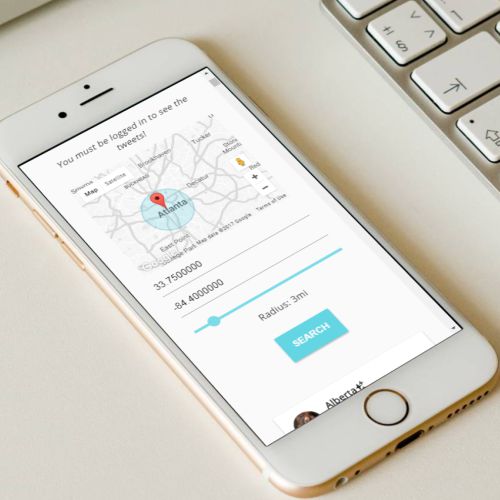 You must be logged in to see the
tweets!
Map
Satellite
Brookhaven
Tucker
Buckhead
Decatur
Atlanta
East Point
Map data ©2017 Google
Terms of Use
Google
+
−
33.7500000
-84.4000000
Radius: 3mi
SEARCH
Alberta